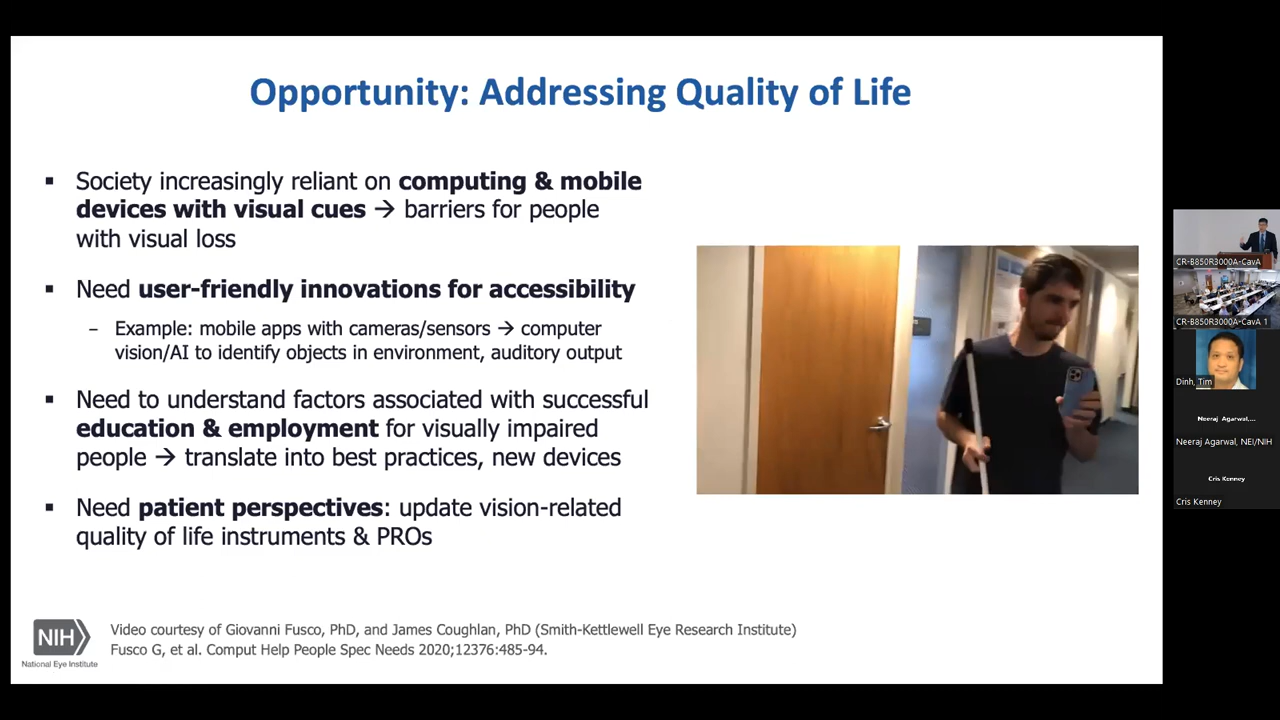 Opportunity: Addressing Quality of Life
▪ Society increasingly reliant on computing & mobile
devices with visual cues → barriers for people
with visual loss
▪ Need user-friendly innovations for accessibility
– Example: mobile apps with cameras/sensors → computer
vision/AI to identify objects in environment, auditory output
▪ Need to understand factors associated with successful
education & employment for visually impaired
people → translate into best practices, new devices
▪ Need patient perspectives: update vision-related
quality of life instruments & PROs
NIH
National Eye Institute
Video courtesy of Giovanni Fusco, PhD, and James Coughlan, PhD (Smith-Kettlewell Eye Research Institute)
Fusco G, et al. Comput Help People Spec Needs 2020;12376:485-94.
CR-B850R3000A-CavA
CR-B850R3000A-CavA 1
Dinh, Tim
Neeraj Agarwal,...
Neeraj Agarwal, NEI/NIH
Cris Kenney
Cris Kenney